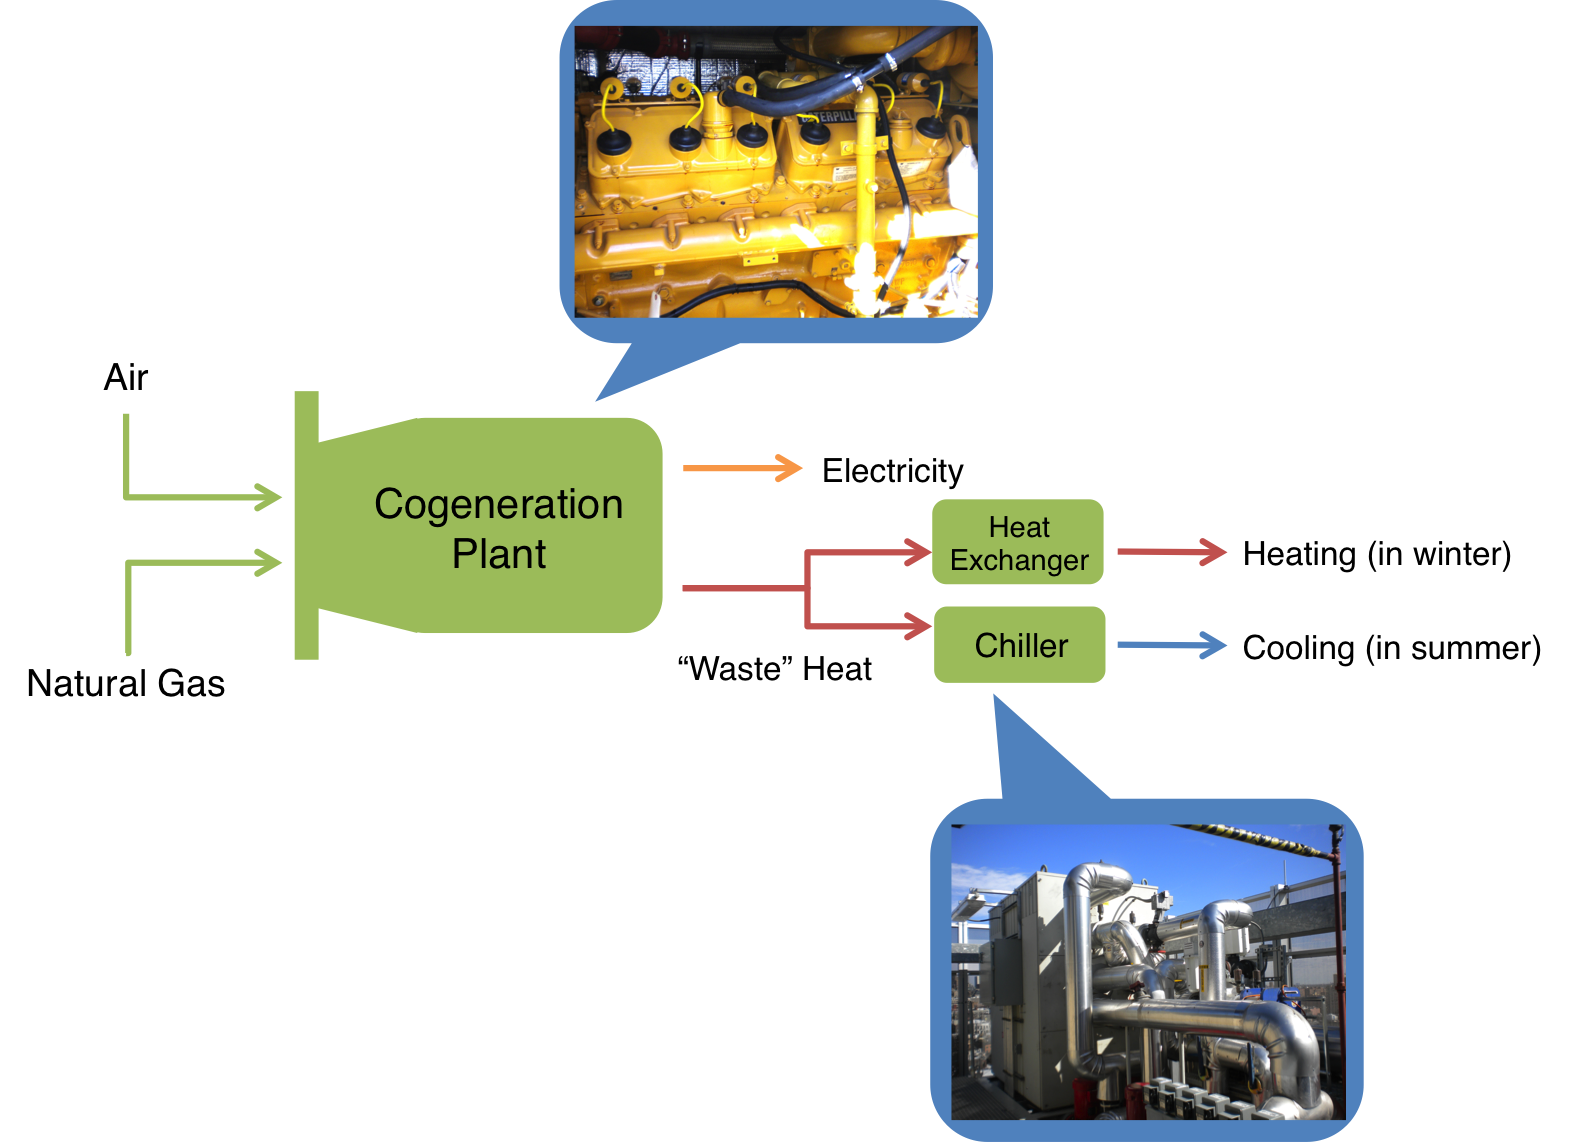 Air
Natural Gas
Cogeneration
Plant
Electricity
"Waste" Heat
Heat
Exchanger
Chiller
Heating (in winter)
Cooling (in summer)